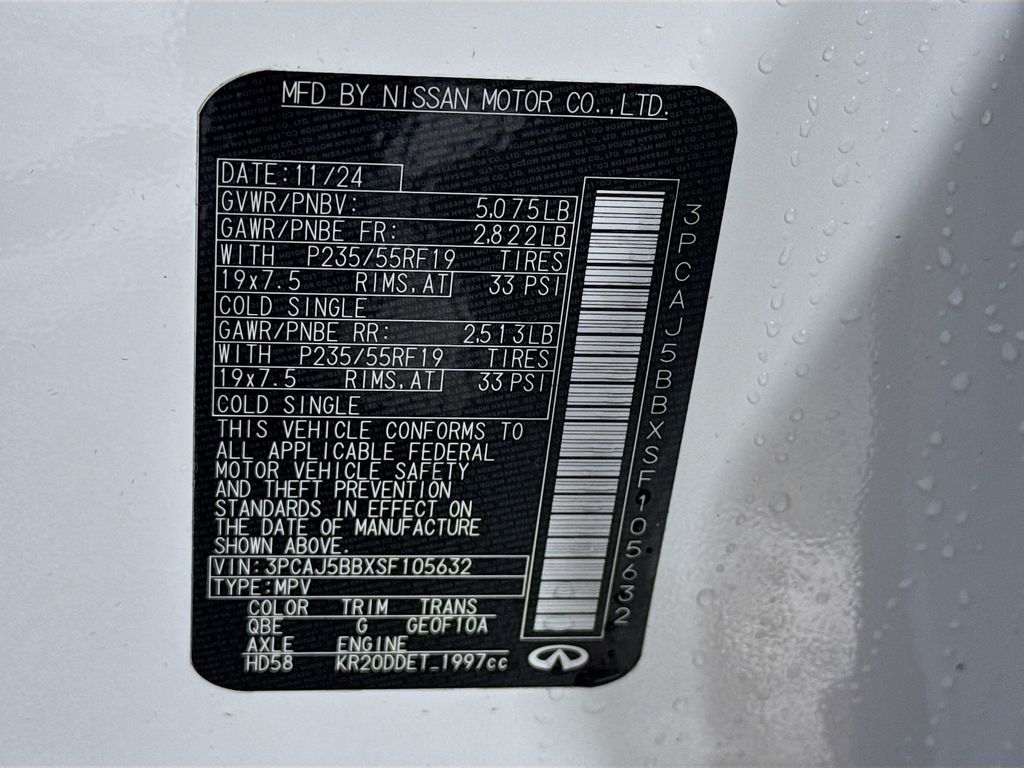 MFD BY NISSAN MOTOR CO.,LTD.
DATE:11/24
GVWR/PNBV: 5,075LB
GAWR/PNBE FR: 2,822LB
WITH P235/55RF19 TIRES
19x7.5 RIMS,AT 33 PSI
COLD SINGLE
GAWR/PNBE RR: 2,513LB
WITH P235/55RF19 TIRES
19x7.5 RIMS,AT 33 PSI
COLD SINGLE
THIS VEHICLE CONFORMS TO
ALL APPLICABLE FEDERAL
MOTOR VEHICLE SAFETY
AND THEFT PREVENTION
STANDARDS IN EFFECT ON
THE DATE OF MANUFACTURE
SHOWN ABOVE.
VIN:3PCAJ5BBXSF105632
TYPE:MPV
COLOR TRIM TRANS
QBE G GE0F10A
AXLE ENGINE
HD58 KR20DDET_1997cc
3PCAJ5BBXSF105632